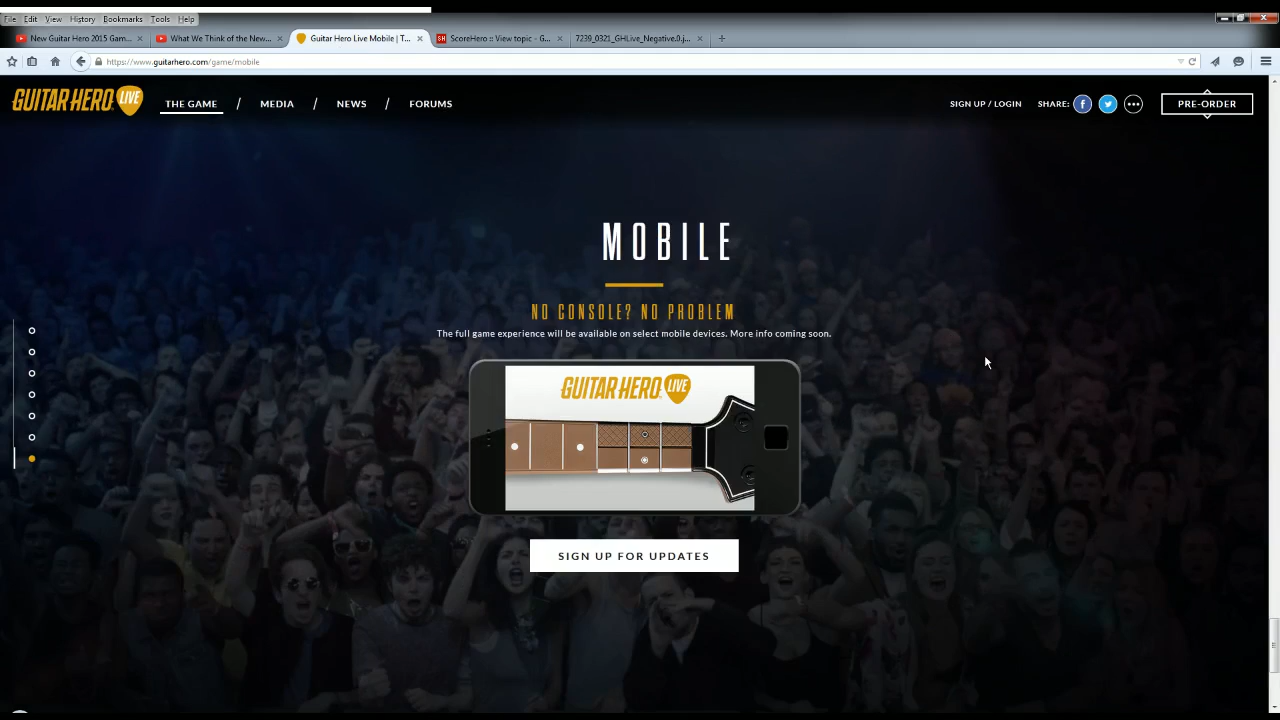 File Edit View History Bookmarks Tools Help
New Guitar Hero 2015 Gam...
What We Think of the New...
Guitar Hero Live Mobile | T...
SH ScoreHero :: View topic - G...
7239_0321_GHLive_Negative.0.j...
https://www.guitarhero.com/game/mobile
GUITAR HERO LIVE
THE GAME / MEDIA / NEWS / FORUMS
SIGN UP / LOGIN SHARE: PRE-ORDER
MOBILE
NO CONSOLE? NO PROBLEM
The full game experience will be available on select mobile devices. More info coming soon.
GUITAR HERO LIVE
SIGN UP FOR UPDATES